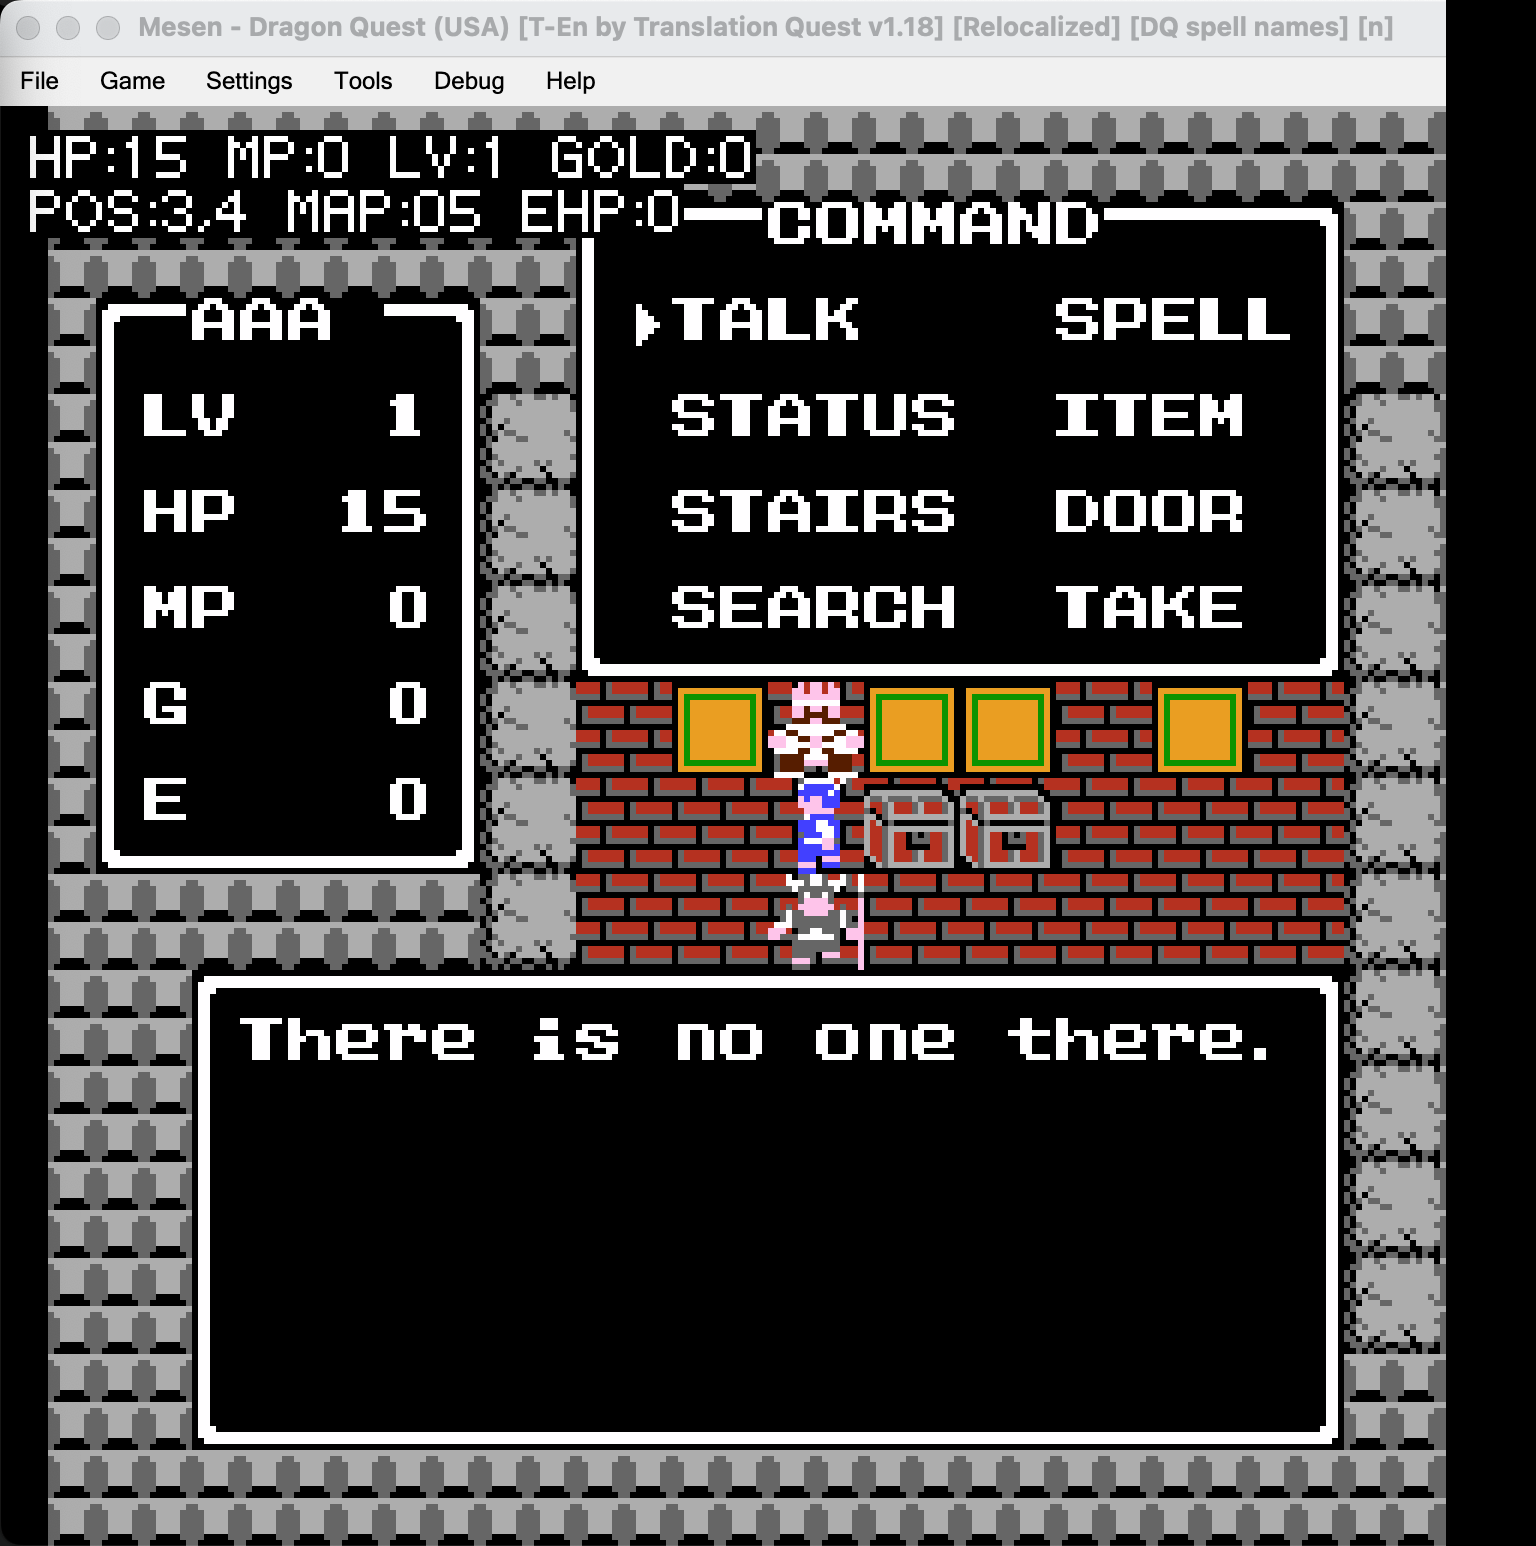 Mesen - Dragon Quest (USA) [T-En by Translation Quest v1.18] [Relocalized] [DQ spell names] [n]
File Game Settings Tools Debug Help
HP:15 MP:0 LV:1 GOLD:0
POS:3,4 MAP:05 EHP:0
COMMAND
TALK SPELL
STATUS ITEM
STAIRS DOOR
SEARCH TAKE
AAA
LV 1
HP 15
MP 0
G 0
E 0
There is no one there.